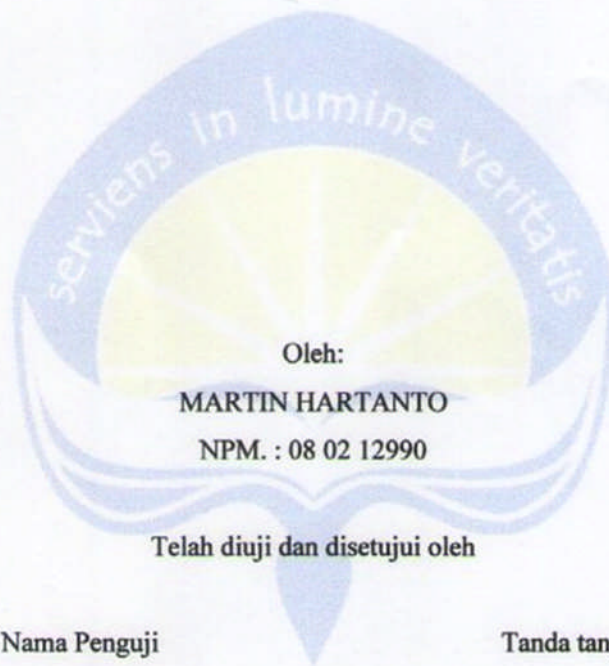 serviens in lumine veritatis
Oleh:
MARTIN HARTANTO
NPM. : 08 02 12990
Telah diuji dan disetujui oleh
Nama Penguji Tanda tan